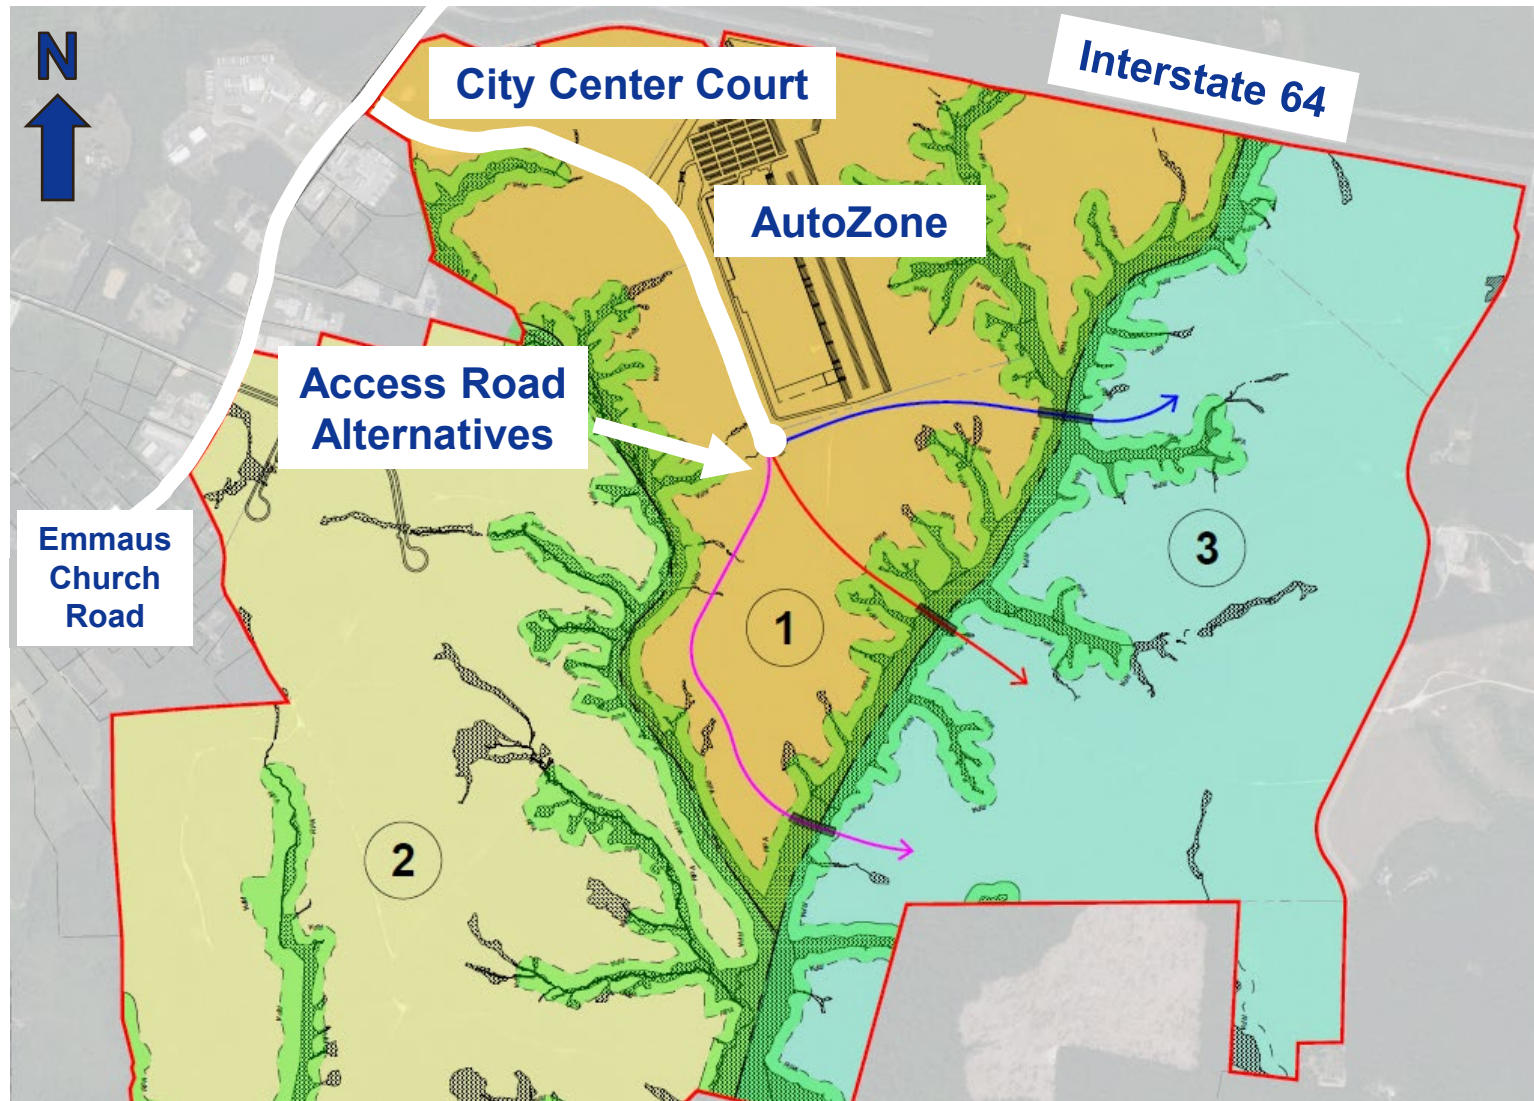 N
City Center Court
Interstate 64
AutoZone
Access Road
Alternatives
Emmaus
Church
Road
3
1
2